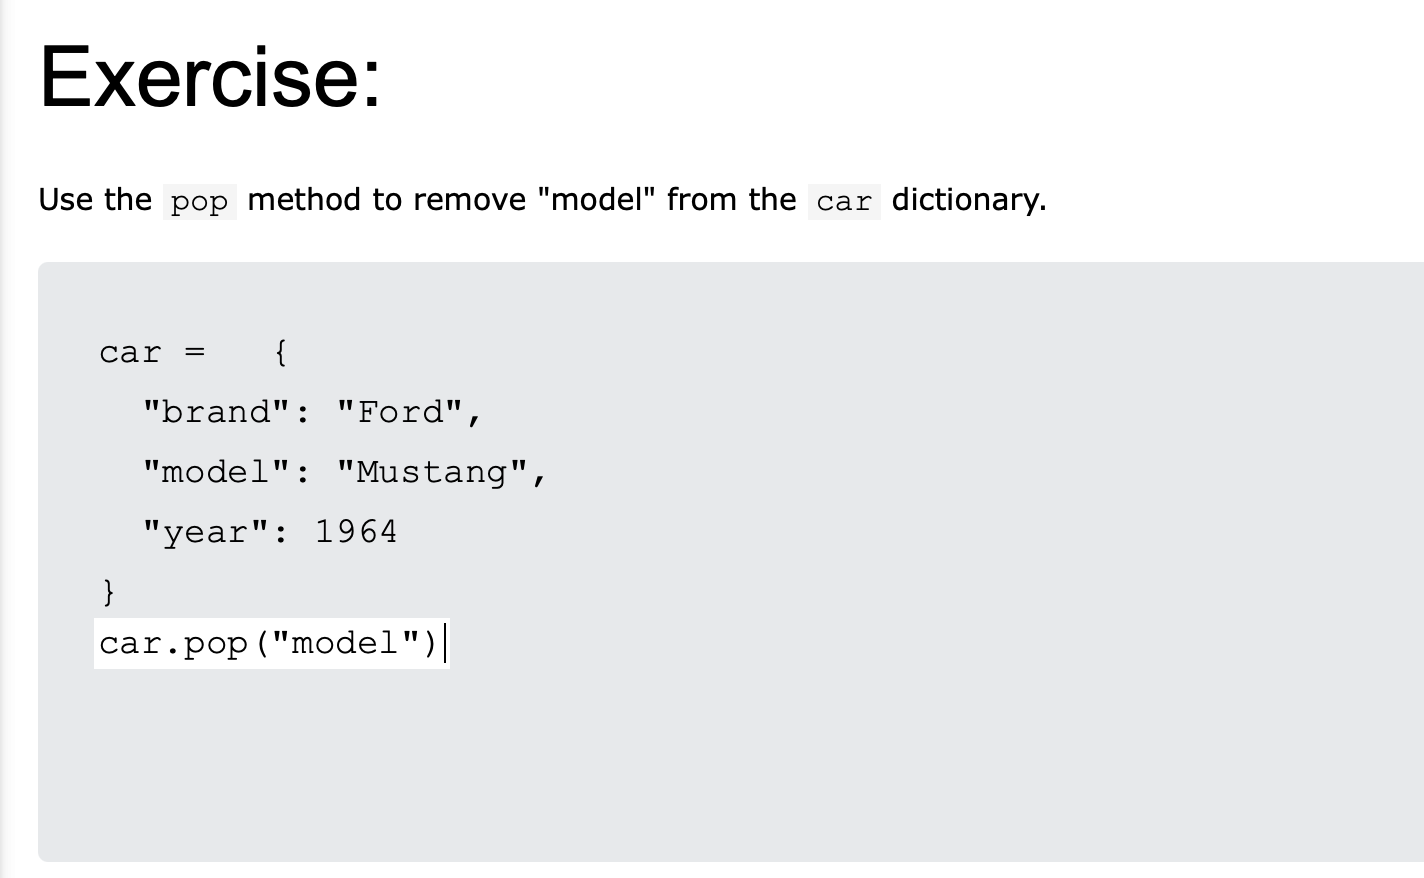 Exercise:
Use the pop method to remove "model" from the car dictionary.
car =   {
  "brand": "Ford",
  "model": "Mustang",
  "year": 1964
}
car.pop("model")